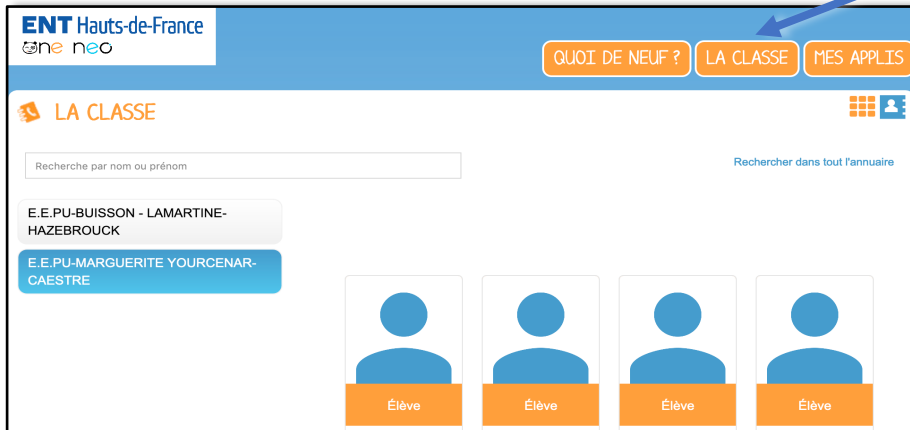 ENT Hauts-de-France
One neo
QUOI DE NEUF ? LA CLASSE MES APPLIS
LA CLASSE
Recherche par nom ou prénom
Rechercher dans tout l'annuaire
E.E.PU-BUISSON - LAMARTINE-
HAZEBROUCK
E.E.PU-MARGUERITE YOURCENAR-
CAESTRE
Élève Élève Élève Élève